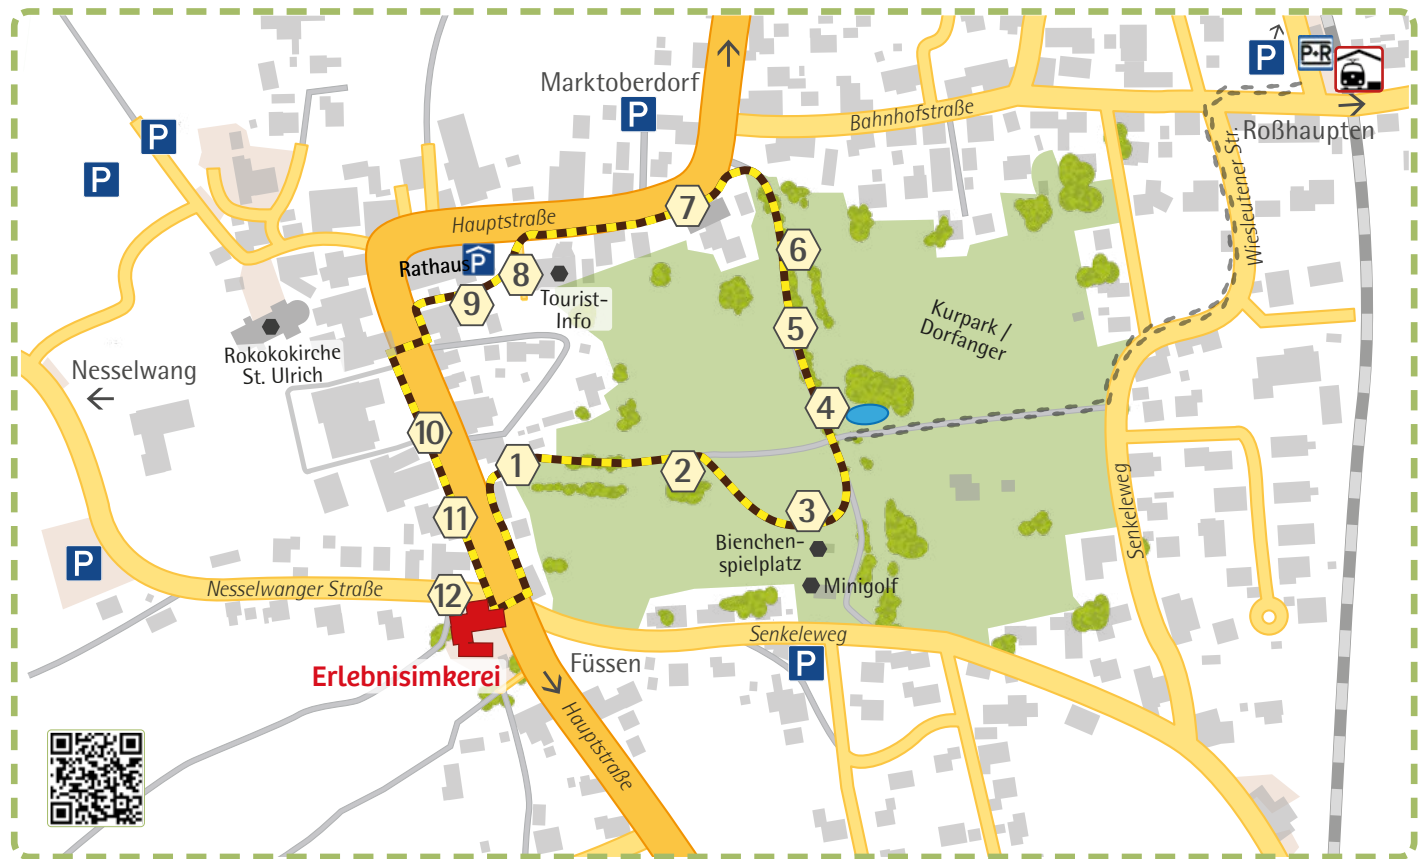 Marktoberdorf
P
P
P
P
P+R
Bahnhofstraße
Roßhaupten
Wiesleutener Str.
Hauptstraße
7
6
Rathaus
P
8
9
Tourist-
Info
5
Kurpark /
Dorfanger
Rokokokirche
St. Ulrich
Nesselwang
4
10
1
2
3
11
Bienchen-
spielplatz
Minigolf
Senkeleweg
P
Nesselwanger Straße
12
Senkeleweg
P
Füssen
Erlebnisimkerei
Hauptstraße